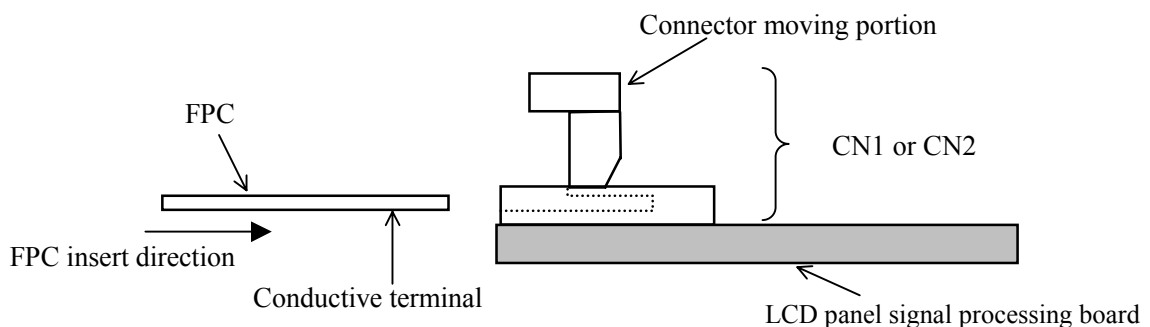 Connector moving portion
FPC
CN1 or CN2
FPC insert direction
Conductive terminal
LCD panel signal processing board